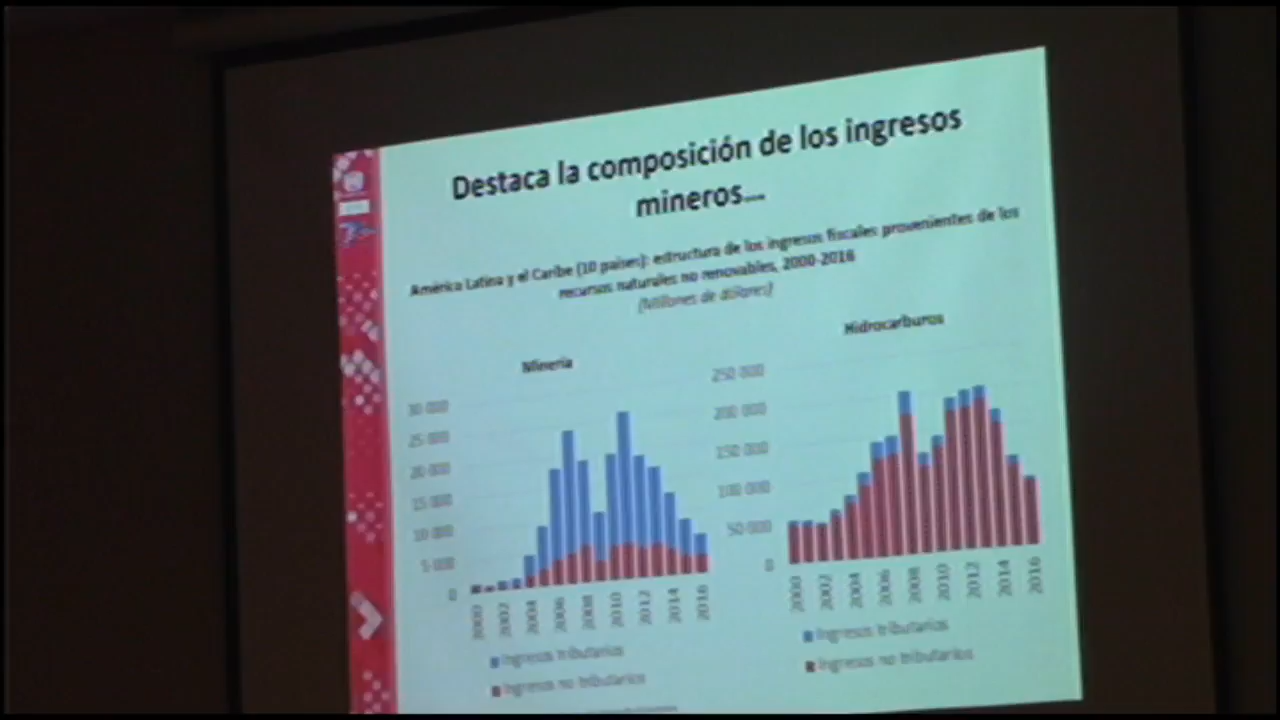 Destaca la composición de los ingresos
mineros...
América Latina y el Caribe (10 países): estructura de los ingresos fiscales provenientes de los
recursos naturales no renovables, 2000-2016
(Millones de dólares)
Minería
Hidrocarburos
30 000
25 000
20 000
15 000
10 000
5 000
0
250 000
200 000
150 000
100 000
50 000
0
2000
2002
2004
2006
2008
2010
2012
2014
2016
2000
2002
2004
2006
2008
2010
2012
2014
2016
Ingresos tributarios
Ingresos no tributarios
Ingresos tributarios
Ingresos no tributarios